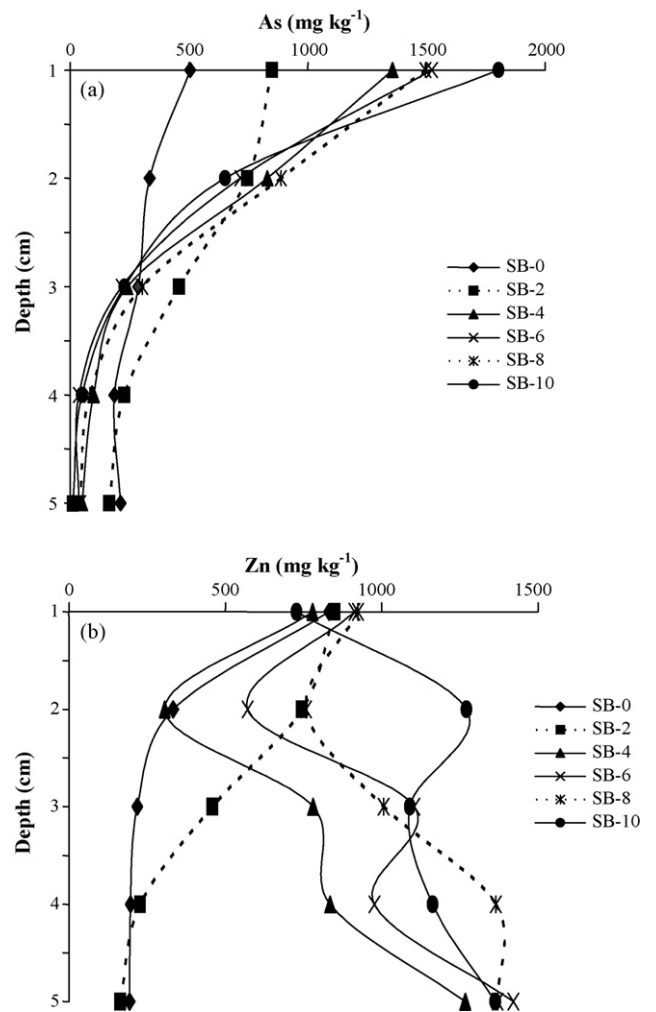 As (mg kg⁻¹)
0 500 1000 1500 2000
1
(a)
2
3
4
5
Depth (cm)
SB-0
SB-2
SB-4
SB-6
SB-8
SB-10
Zn (mg kg⁻¹)
0 500 1000 1500
1
(b)
2
3
4
5
Depth (cm)
SB-0
SB-2
SB-4
SB-6
SB-8
SB-10